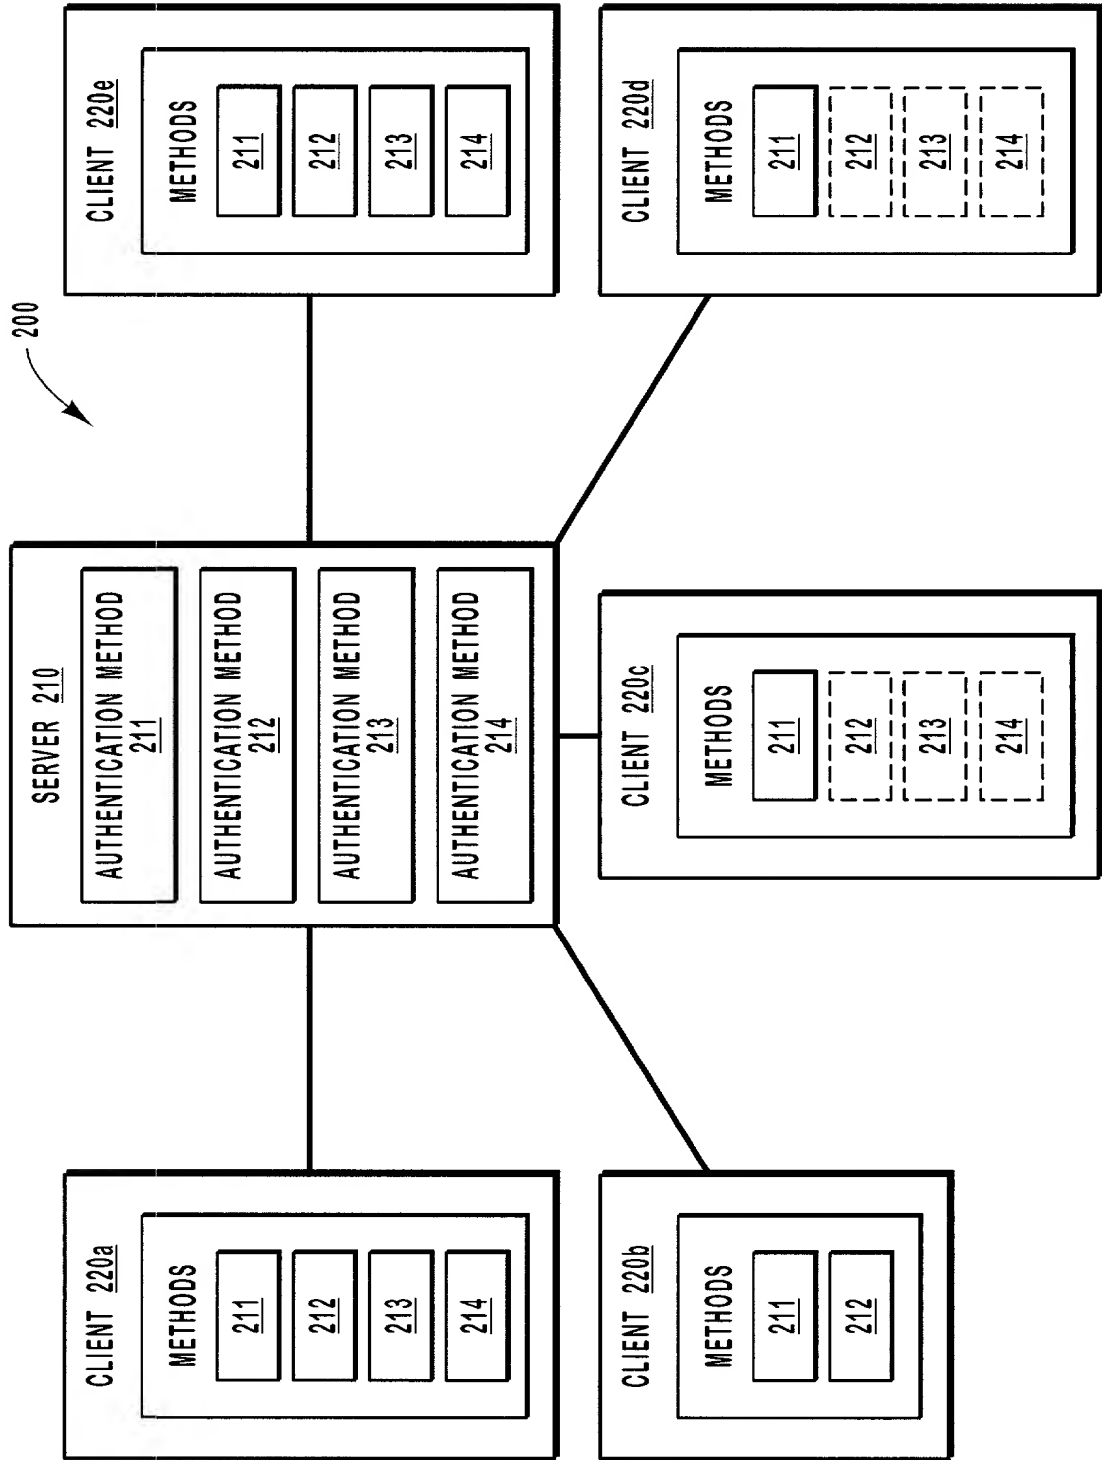 200
CLIENT 220a
METHODS
211
212
213
214
SERVER 210
AUTHENTICATION METHOD
211
AUTHENTICATION METHOD
212
AUTHENTICATION METHOD
213
AUTHENTICATION METHOD
214
CLIENT 220e
METHODS
211
212
213
214
CLIENT 220b
METHODS
211
212
CLIENT 220c
METHODS
211
212
213
214
CLIENT 220d
METHODS
211
212
213
214